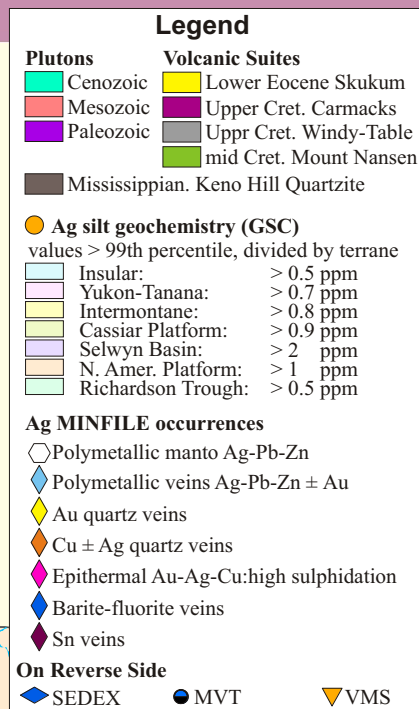 Legend
Plutons Volcanic Suites
Cenozoic Lower Eocene Skukum
Mesozoic Upper Cret. Carmacks
Paleozoic Uppr Cret. Windy-Table
mid Cret. Mount Nansen
Mississippian. Keno Hill Quartzite
Ag silt geochemistry (GSC)
values > 99th percentile, divided by terrane
Insular: > 0.5 ppm
Yukon-Tanana: > 0.7 ppm
Intermontane: > 0.8 ppm
Cassiar Platform: > 0.9 ppm
Selwyn Basin: > 2 ppm
N. Amer. Platform: > 1 ppm
Richardson Trough: > 0.5 ppm
Ag MINFILE occurrences
Polymetallic manto Ag-Pb-Zn
Polymetallic veins Ag-Pb-Zn ± Au
Au quartz veins
Cu ± Ag quartz veins
Epithermal Au-Ag-Cu:high sulphidation
Barite-fluorite veins
Sn veins
On Reverse Side
SEDEX MVT VMS